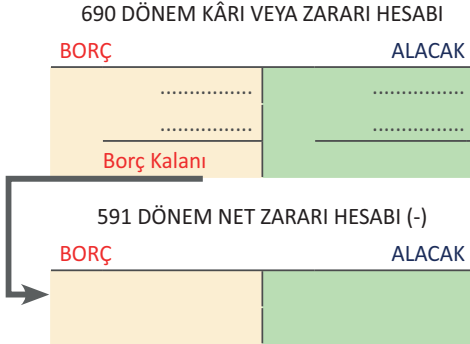 690 DÖNEM KÂRI VEYA ZARARI HESABI
BORÇ ALACAK
................ ................
................ ................
Borç Kalanı
591 DÖNEM NET ZARARI HESABI (-)
BORÇ ALACAK